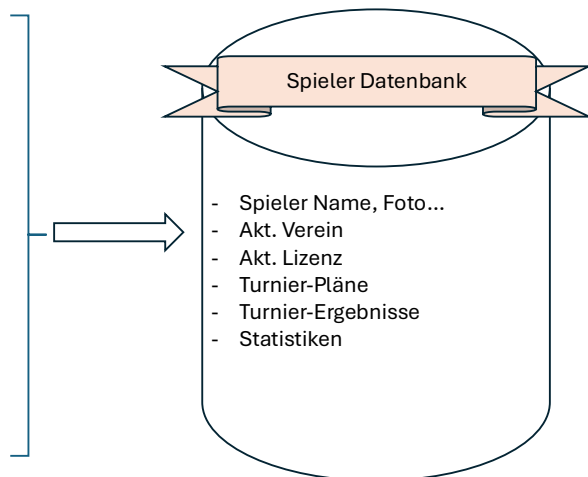 Spieler Datenbank
- Spieler Name, Foto...
- Akt. Verein
- Akt. Lizenz
- Turnier-Pläne
- Turnier-Ergebnisse
- Statistiken